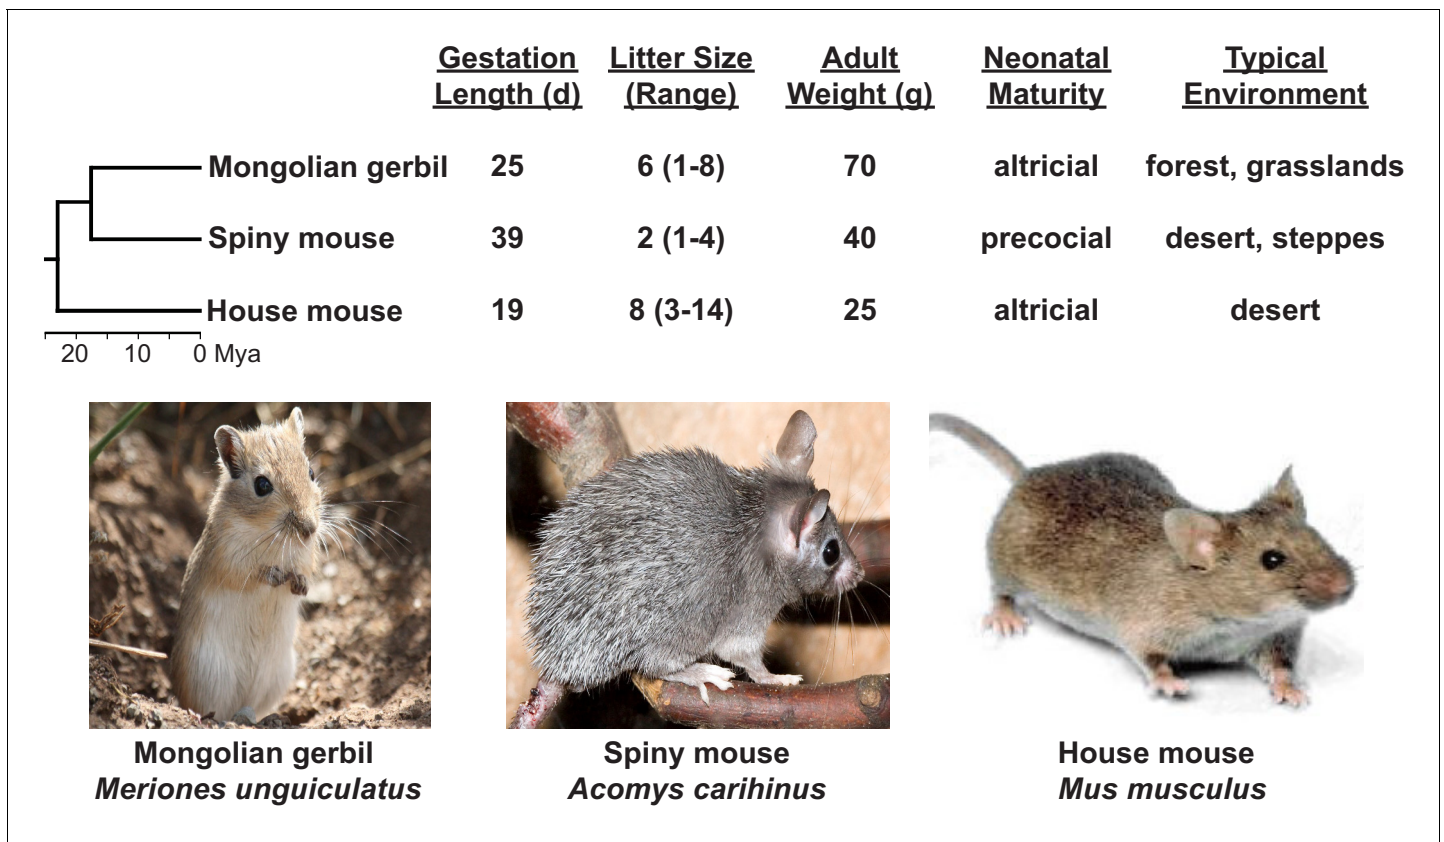 Gestation Length (d)
Litter Size (Range)
Adult Weight (g)
Neonatal Maturity
Typical Environment
Mongolian gerbil 25 6 (1-8) 70 altricial forest, grasslands
Spiny mouse 39 2 (1-4) 40 precocial desert, steppes
House mouse 19 8 (3-14) 25 altricial desert
20 10 0 Mya
Mongolian gerbil
Meriones unguiculatus
Spiny mouse
Acomys carihinus
House mouse
Mus musculus